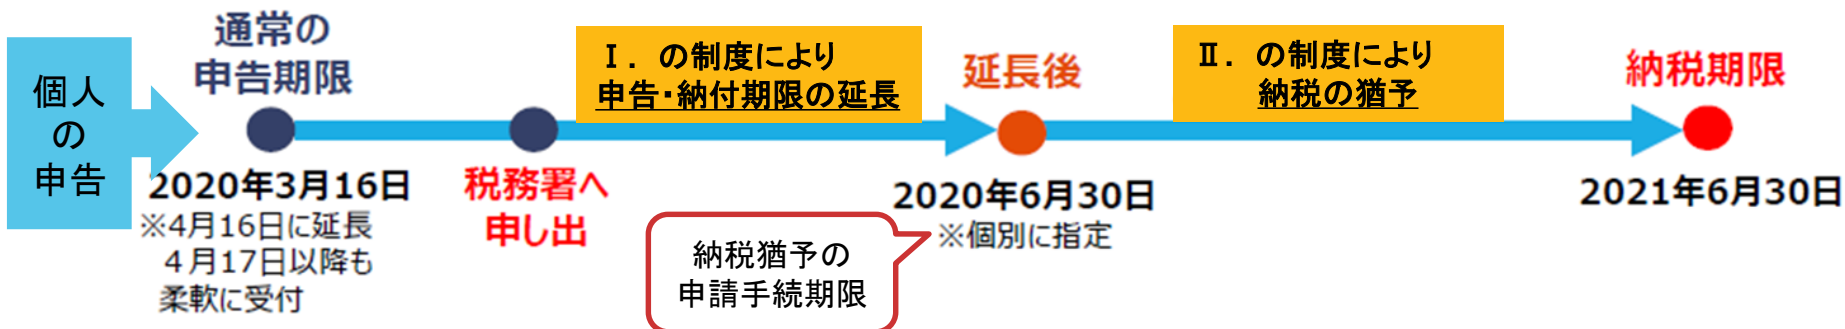 個人
の
申告
通常の
申告期限
2020年3月16日
※4月16日に延長
４月17日以降も
柔軟に受付
税務署へ
申し出
Ⅰ．の制度により
申告・納付期限の延長
延長後
2020年6月30日
※個別に指定
納税猶予の
申請手続期限
Ⅱ．の制度により
納税の猶予
納税期限
2021年6月30日